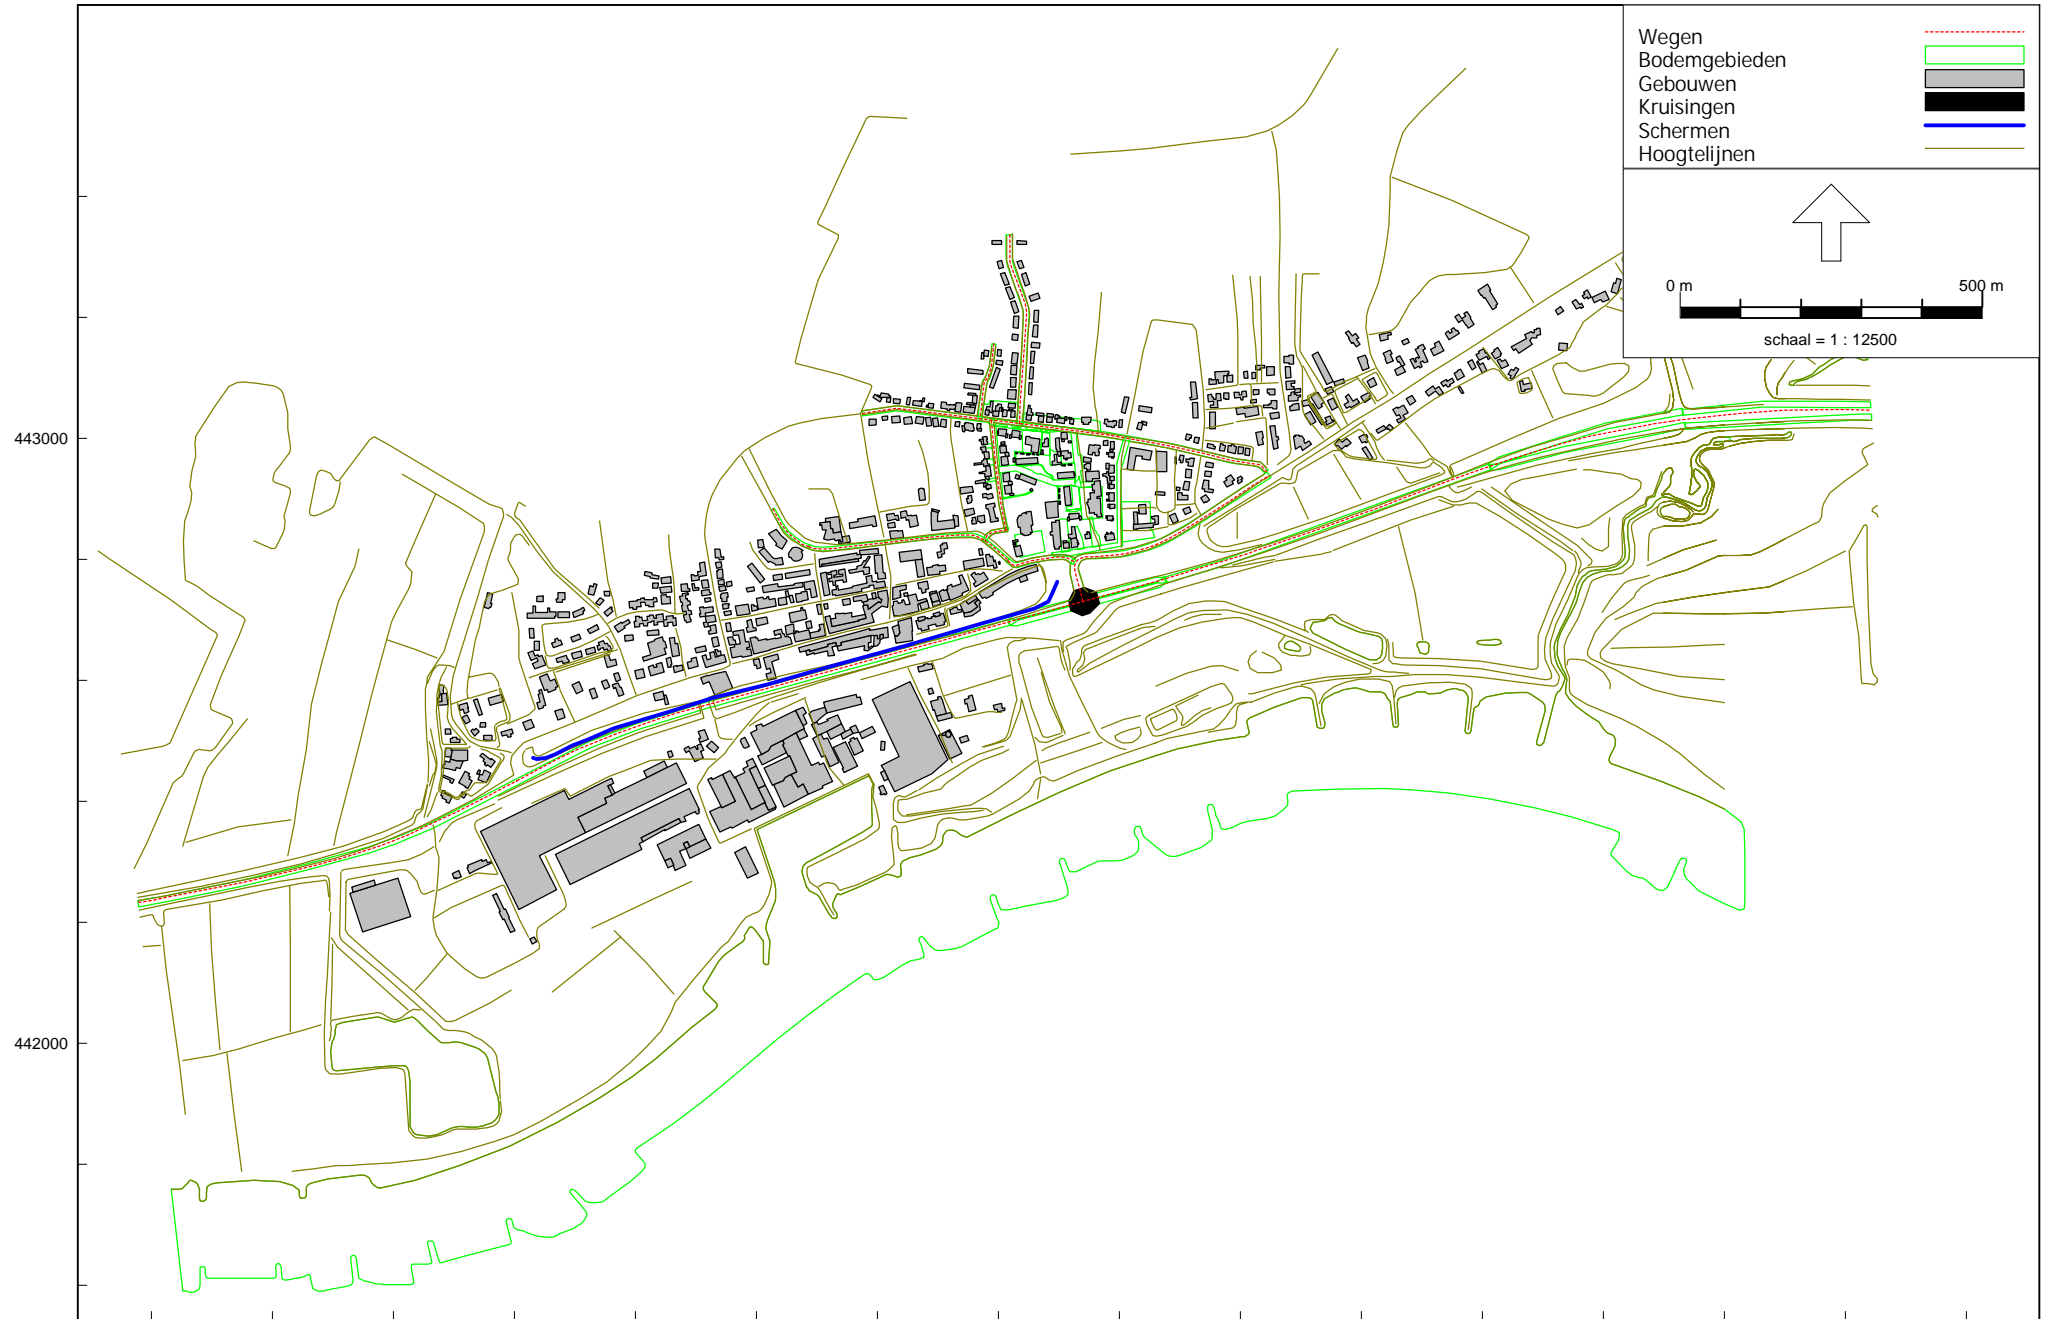 Wegen
Bodemgebieden
Gebouwen
Kruisingen
Schermen
Hoogtelijnen
0 m 500 m
schaal = 1 : 12500
443000
442000